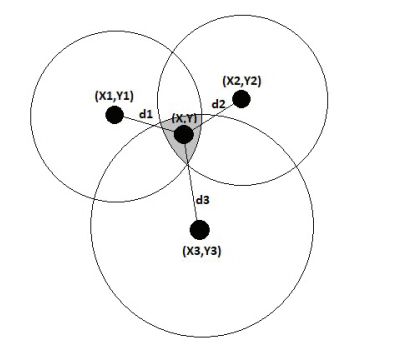 (X1,Y1)
(X2,Y2)
d1
(X,Y)
d2
d3
(X3,Y3)